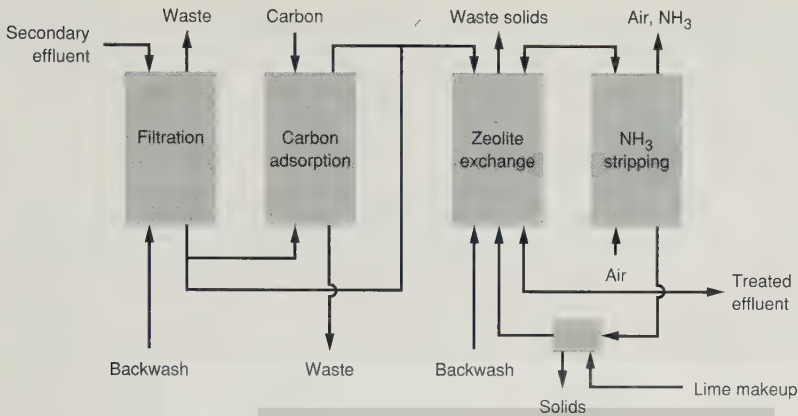 Waste
Carbon
Waste solids
Air, NH3
Secondary
effluent
Filtration
Carbon
adsorption
Zeolite
exchange
NH3
stripping
Air
Treated
effluent
Backwash
Waste
Backwash
Lime makeup
Solids